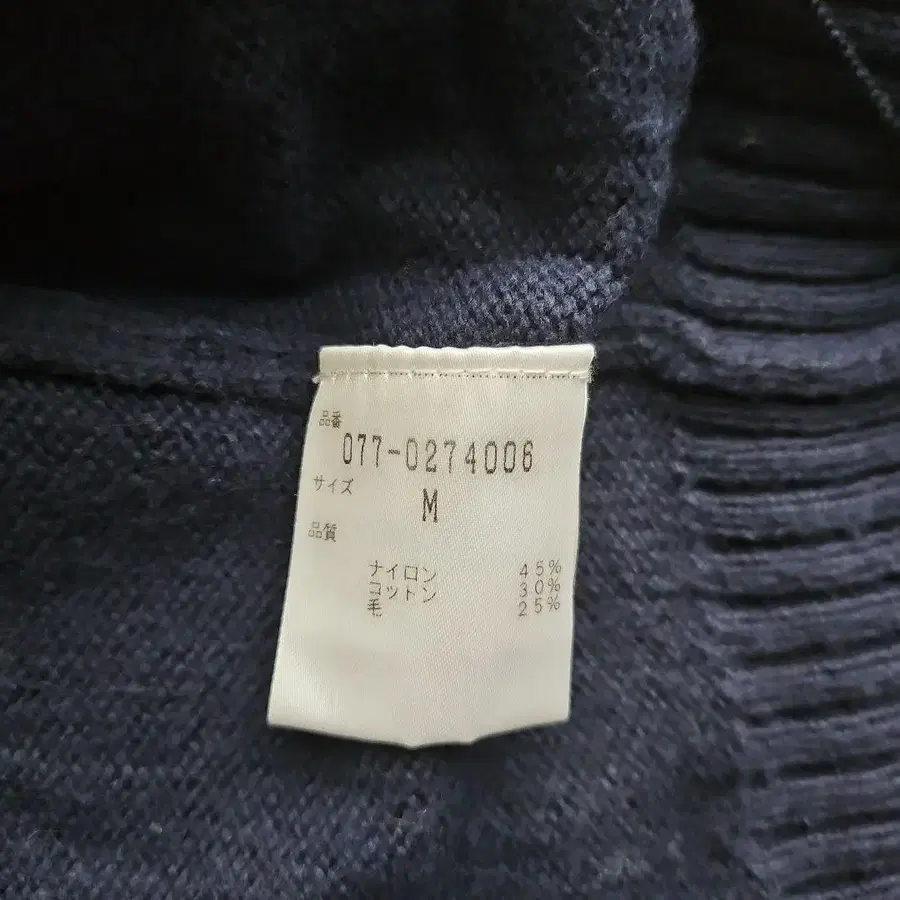 品番
077-0274006
サイズ
M
品質
ナイロン 45%
コットン 30%
毛 25%